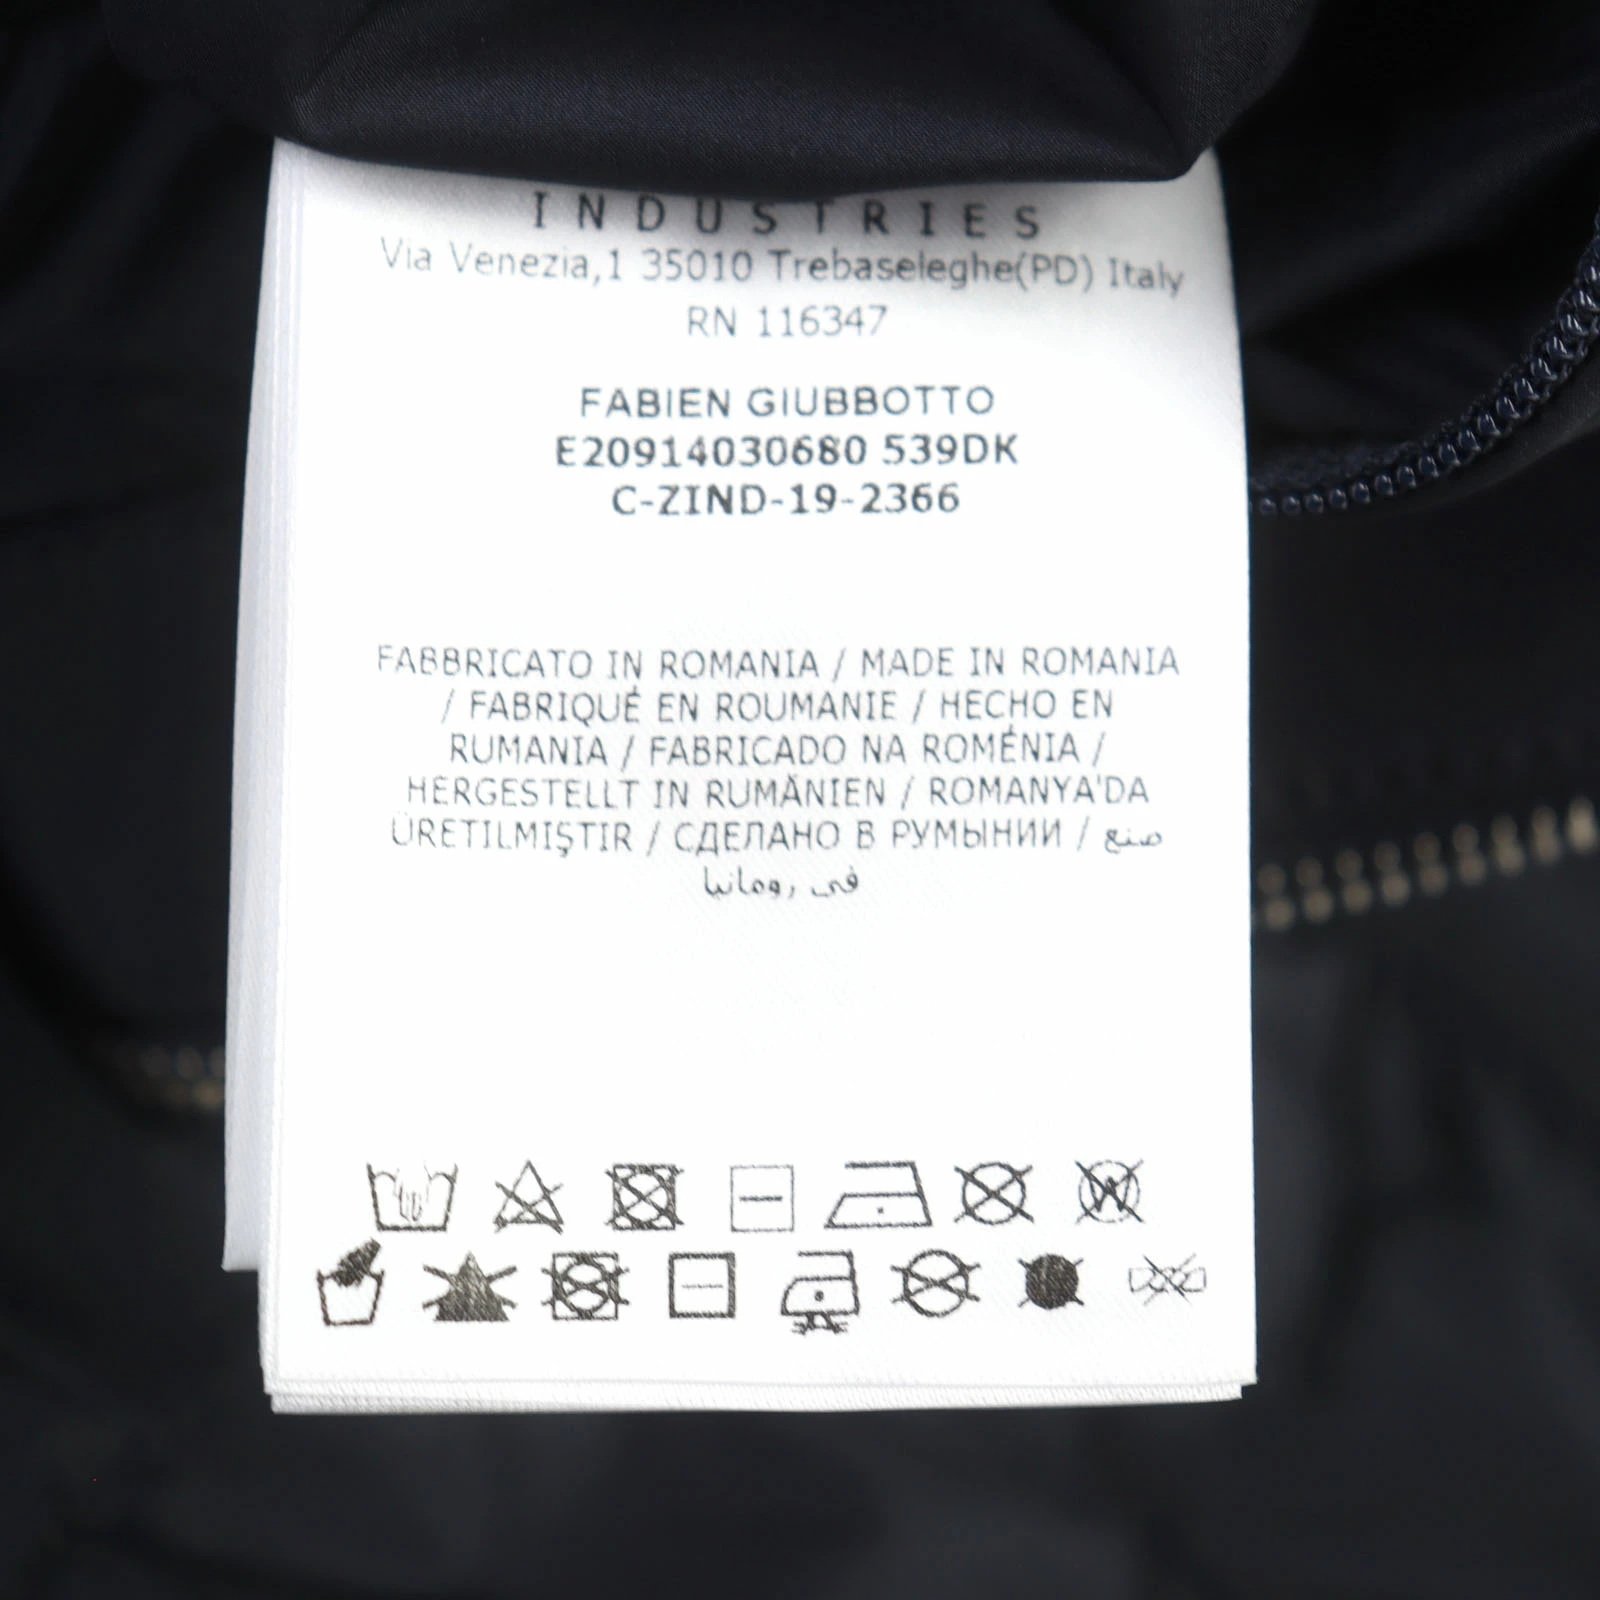 INDUSTRIES
Via Venezia,1 35010 Trebaseleghe(PD) Italy
RN 116347
FABIEN GIUBBOTTO
E20914030680 539DK
C-ZIND-19-2366
FABBRICATO IN ROMANIA / MADE IN ROMANIA
/ FABRIQUÉ EN ROUMANIE / HECHO EN
RUMANIA / FABRICADO NA ROMÉNIA /
HERGESTELLT IN RUMÄNIEN / ROMANYA'DA
ÜRETILMIŞTIR / СДЕЛАНО В РУМЫНИИ / صنع
في رومانيا
W